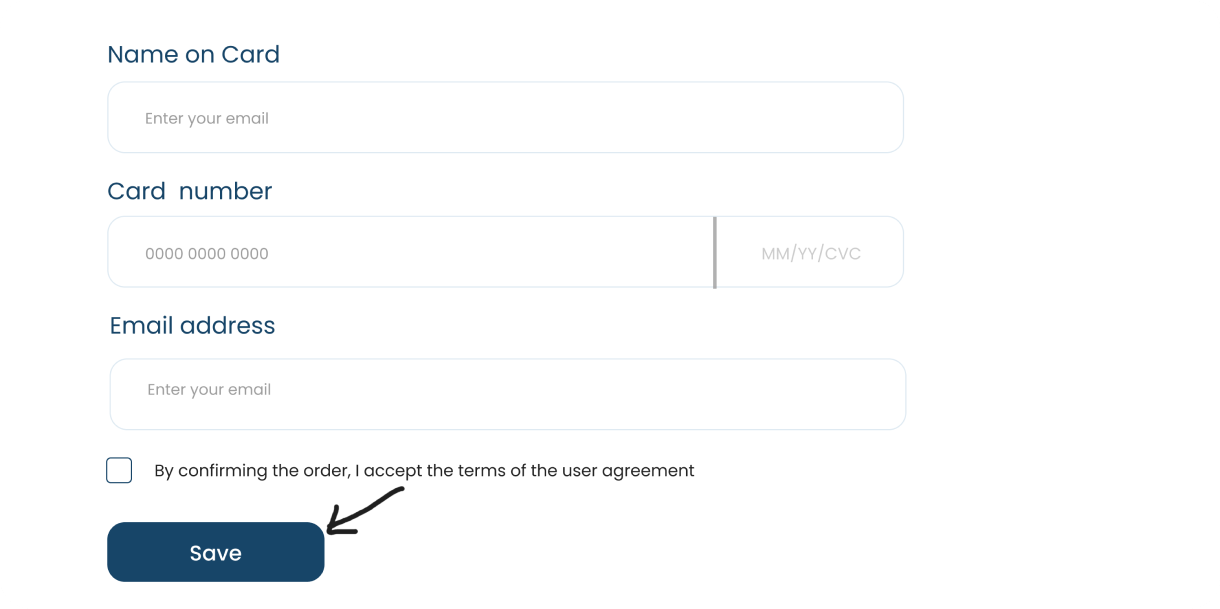 Name on Card
Enter your email
Card  number
0000 0000 0000 MM/YY/CVC
Email address
Enter your email
By confirming the order, I accept the terms of the user agreement
Save